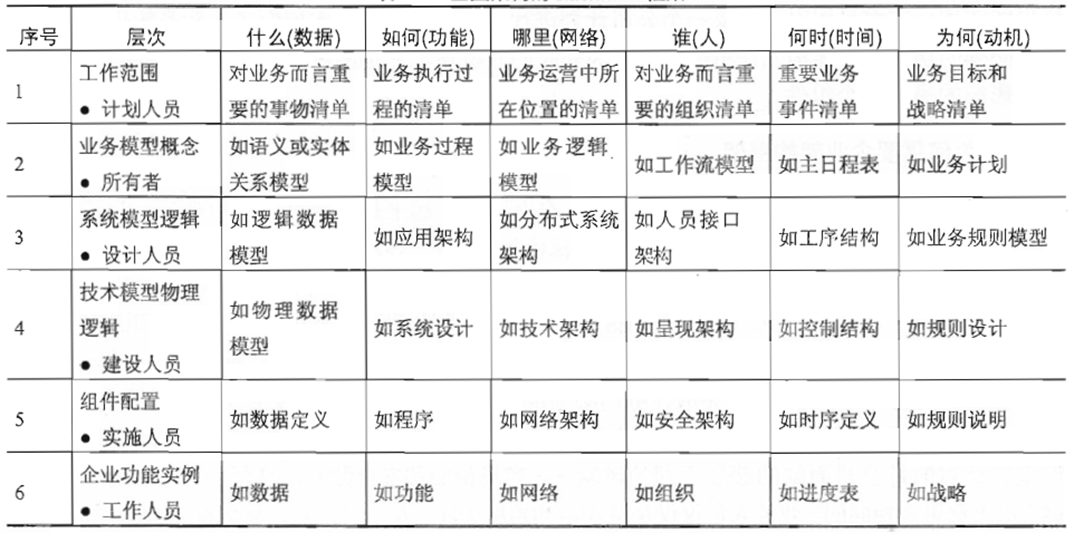 序号 层次 什么(数据) 如何(功能) 哪里(网络) 谁(人) 何时(时间) 为何(动机)
1
工作范围
● 计划人员
对业务而言重
要的事物清单
业务执行过
程的清单
业务运营中所
在位置的清单
对业务而言重
要的组织清单
重要业务
事件清单
业务目标和
战略清单
2
业务模型概念
● 所有者
如语义或实体
关系模型
如业务过程
模型
如业务逻辑
模型
如工作流模型
如主日程表
如业务计划
3
系统模型逻辑
● 设计人员
如逻辑数据
模型
如应用架构
如分布式系统
架构
如人员接口
架构
如工序结构
如业务规则模型
4
技术模型物理
逻辑
● 建设人员
如物理数据
模型
如系统设计
如技术架构
如呈现架构
如控制结构
如规则设计
5
组件配置
● 实施人员
如数据定义
如程序
如网络架构
如安全架构
如时序定义
如规则说明
6
企业功能实例
● 工作人员
如数据
如功能
如网络
如组织
如进度表
如战略